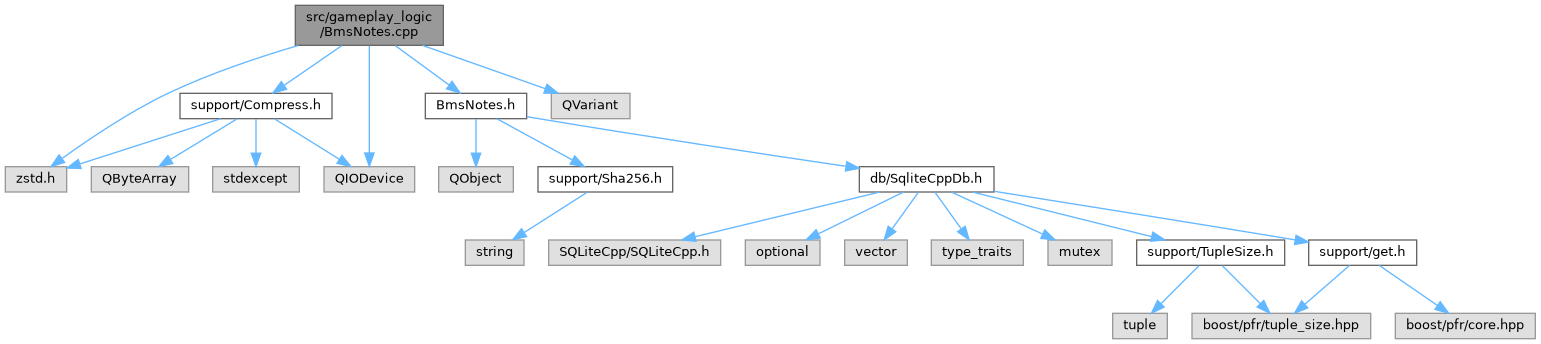 src/gameplay_logic
/BmsNotes.cpp
support/Compress.h
BmsNotes.h
QVariant
zstd.h
QByteArray
stdexcept
QIODevice
QObject
support/Sha256.h
db/SqliteCppDb.h
string
SQLiteCpp/SQLiteCpp.h
optional
vector
type_traits
mutex
support/TupleSize.h
support/get.h
tuple
boost/pfr/tuple_size.hpp
boost/pfr/core.hpp